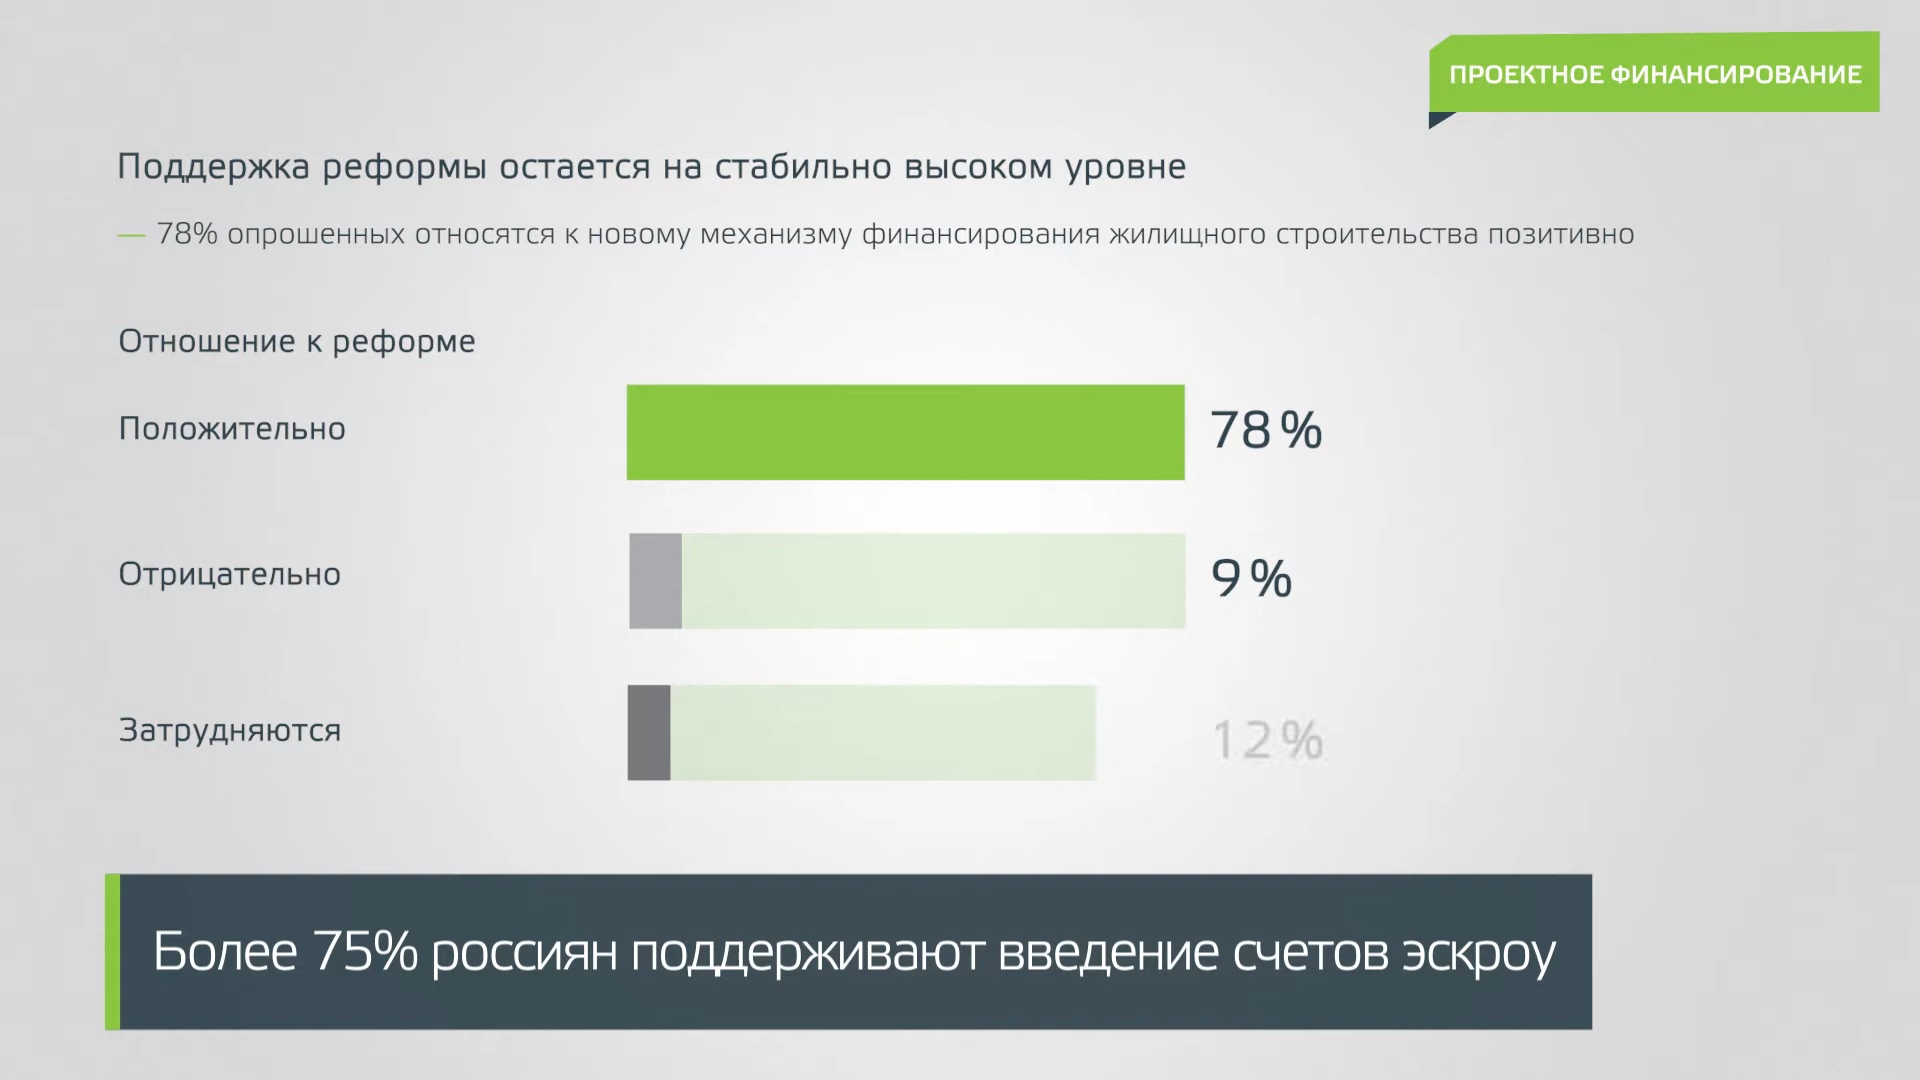 ПРОЕКТНОЕ ФИНАНСИРОВАНИЕ
Поддержка реформы остается на стабильно высоком уровне
— 78% опрошенных относятся к новому механизму финансирования жилищного строительства позитивно
Отношение к реформе
Положительно 78%
Отрицательно 9%
Затрудняются 12%
Более 75% россиян поддерживают введение счетов эскроу